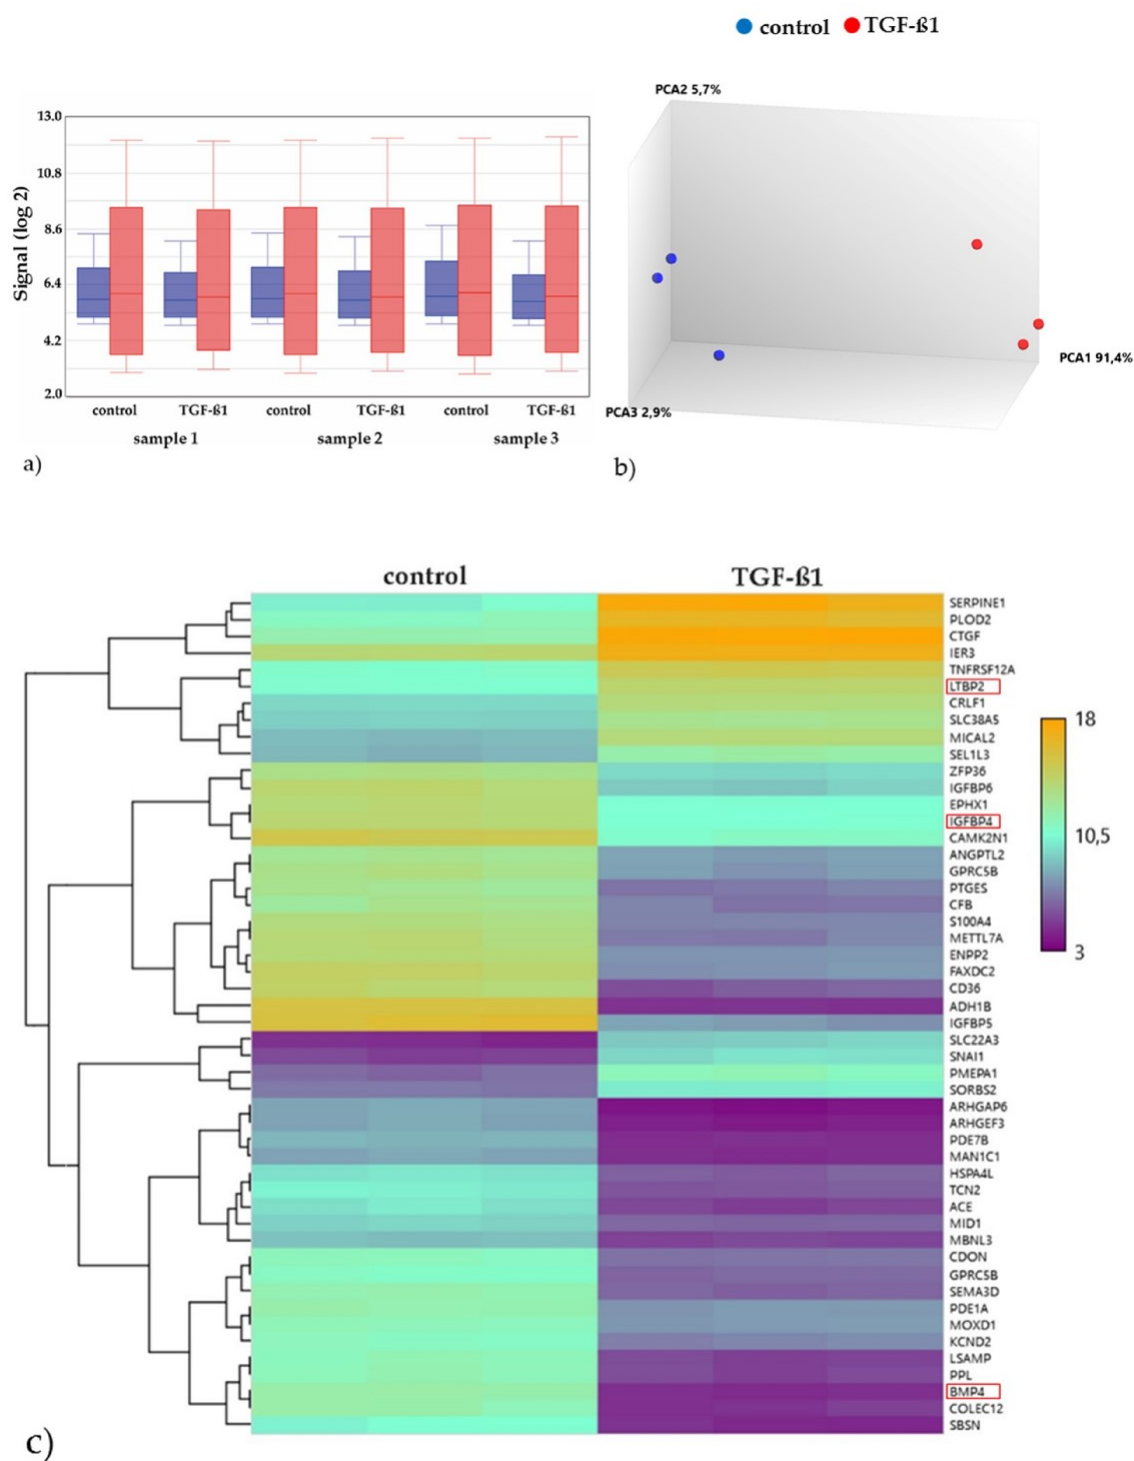 control TGF-ß1
13.0
10.8
8.6
6.4
4.2
2.0
Signal (log 2)
control TGF-ß1 control TGF-ß1 control TGF-ß1
sample 1 sample 2 sample 3
a)
PCA2 5,7%
PCA1 91,4%
PCA3 2,9%
b)
control TGF-ß1
SERPINE1
PLOD2
CTGF
IER3
TNFRSF12A
LTBP2
CRLF1
SLC38A5
MICAL2
SEL1L3
ZFP36
IGFBP6
EPHX1
IGFBP4
CAMK2N1
ANGPTL2
GPRC5B
PTGES
CFB
S100A4
METTL7A
ENPP2
FAXDC2
CD36
ADH1B
IGFBP5
SLC22A3
SNAI1
PMEPA1
SORBS2
ARHGAP6
ARHGEF3
PDE7B
MAN1C1
HSPA4L
TCN2
ACE
MID1
MBNL3
CDON
GPRC5B
SEMA3D
PDE1A
MOXD1
KCND2
LSAMP
PPL
BMP4
COLEC12
SBSN
18
10,5
3
c)